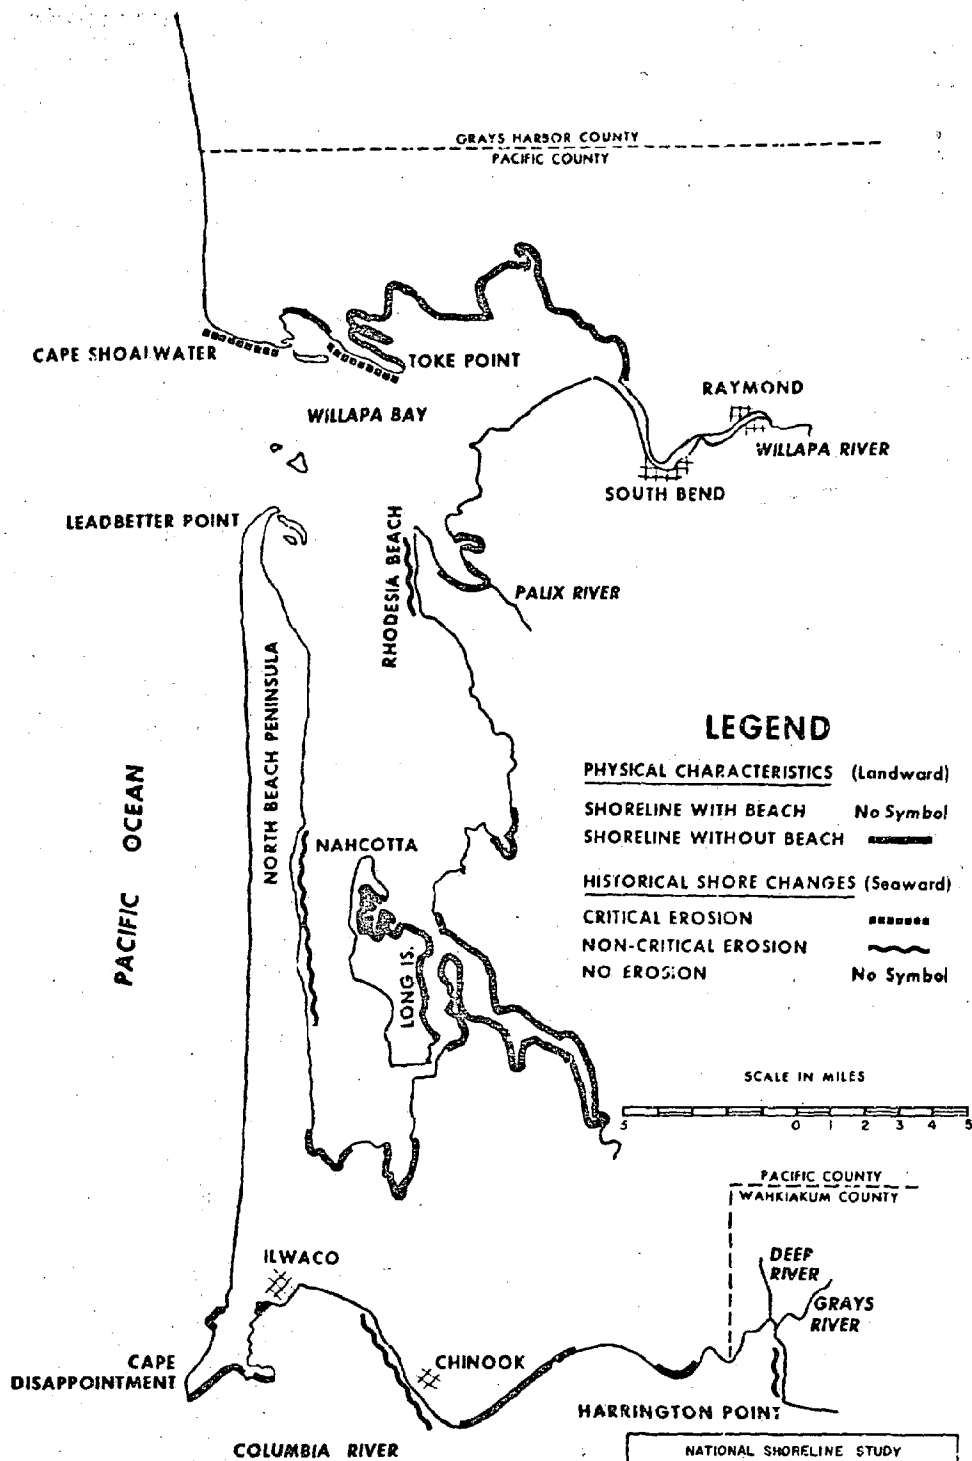 GRAYS HARBOR COUNTY
PACIFIC COUNTY
CAPE SHOALWATER
TOKE POINT
RAYMOND
WILLAPA BAY
WILLAPA RIVER
SOUTH BEND
LEADBETTER POINT
RHODESIA BEACH
PALIX RIVER
NORTH BEACH PENINSULA
PACIFIC OCEAN
LEGEND
PHYSICAL CHARACTERISTICS (Landward)
SHORELINE WITH BEACH No Symbol
SHORELINE WITHOUT BEACH
HISTORICAL SHORE CHANGES (Seaward)
CRITICAL EROSION
NON-CRITICAL EROSION
NO EROSION No Symbol
NAHCOTTA
LONG IS.
SCALE IN MILES
5 0 1 2 3 4 5
PACIFIC COUNTY
WAHKIAKUM COUNTY
ILWACO
DEEP
RIVER
GRAYS
RIVER
CAPE
DISAPPOINTMENT
CHINOOK
HARRINGTON POINT
COLUMBIA RIVER
NATIONAL SHORELINE STUDY